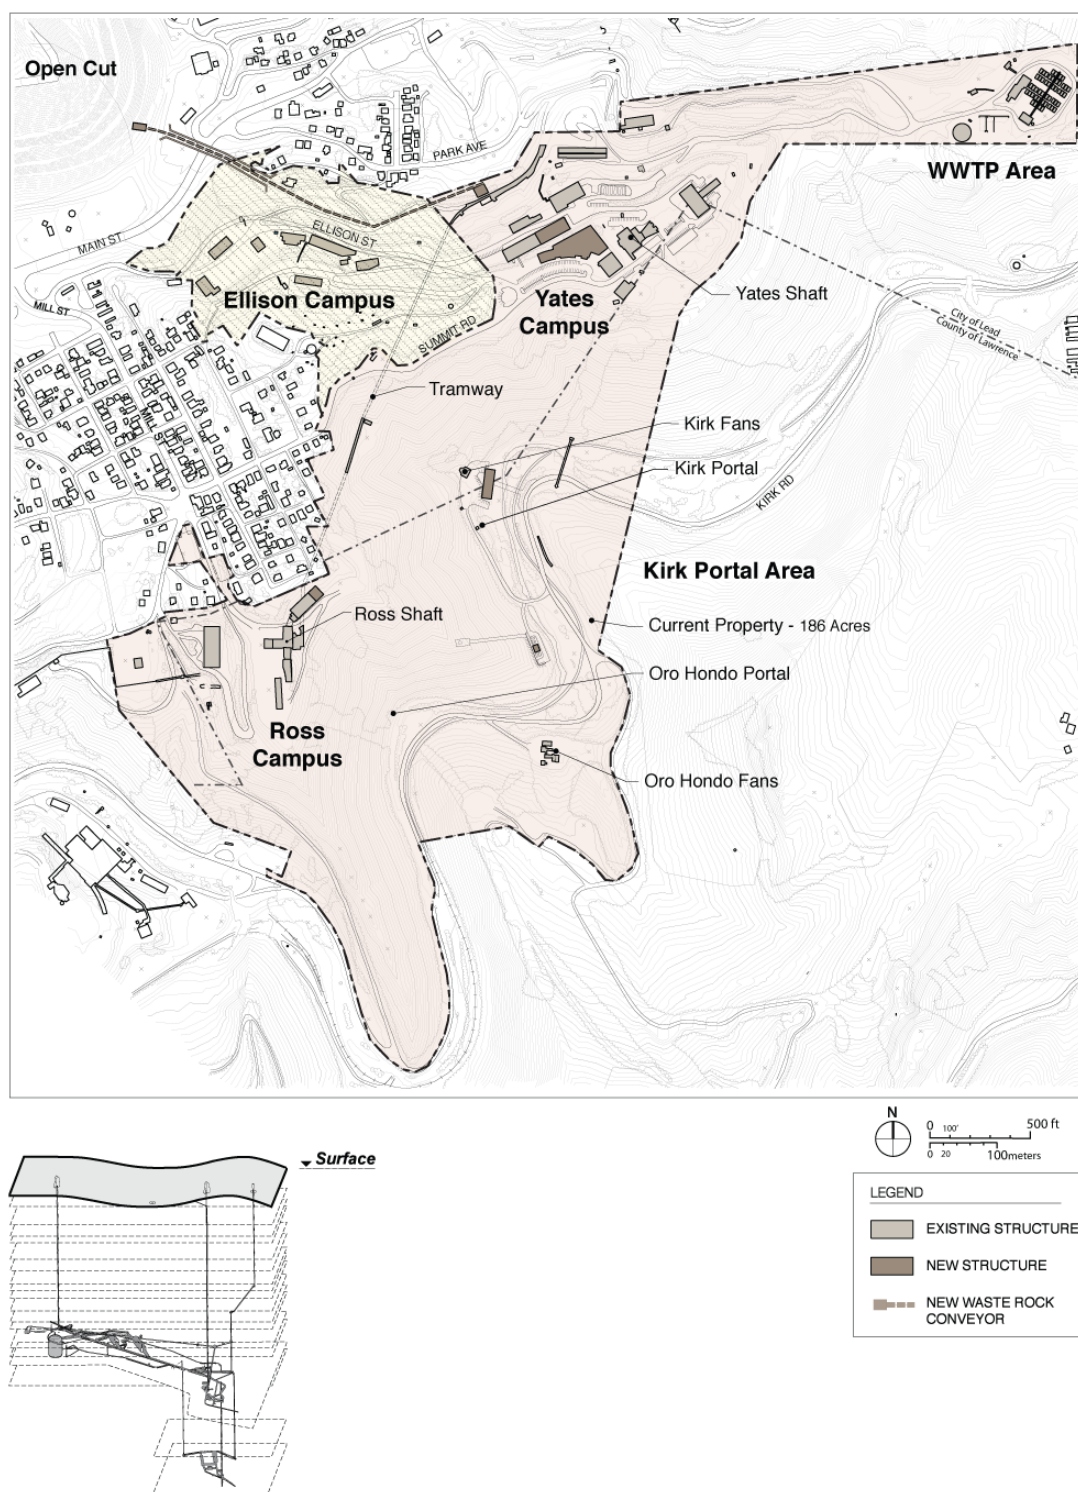 Open Cut
PARK AVE
WWTP Area
MAIN ST
ELLISON ST
MILL ST
Ellison Campus
Yates
Campus
Yates Shaft
SUMMIT RD
City of Lead
County of Lawrence
Tramway
MILL ST
Kirk Fans
Kirk Portal
KIRK RD
Kirk Portal Area
Ross Shaft
Current Property - 186 Acres
Oro Hondo Portal
Ross
Campus
Oro Hondo Fans
N
0 100' 500 ft
0 20 100meters
Surface
LEGEND
EXISTING STRUCTURE
NEW STRUCTURE
NEW WASTE ROCK
CONVEYOR